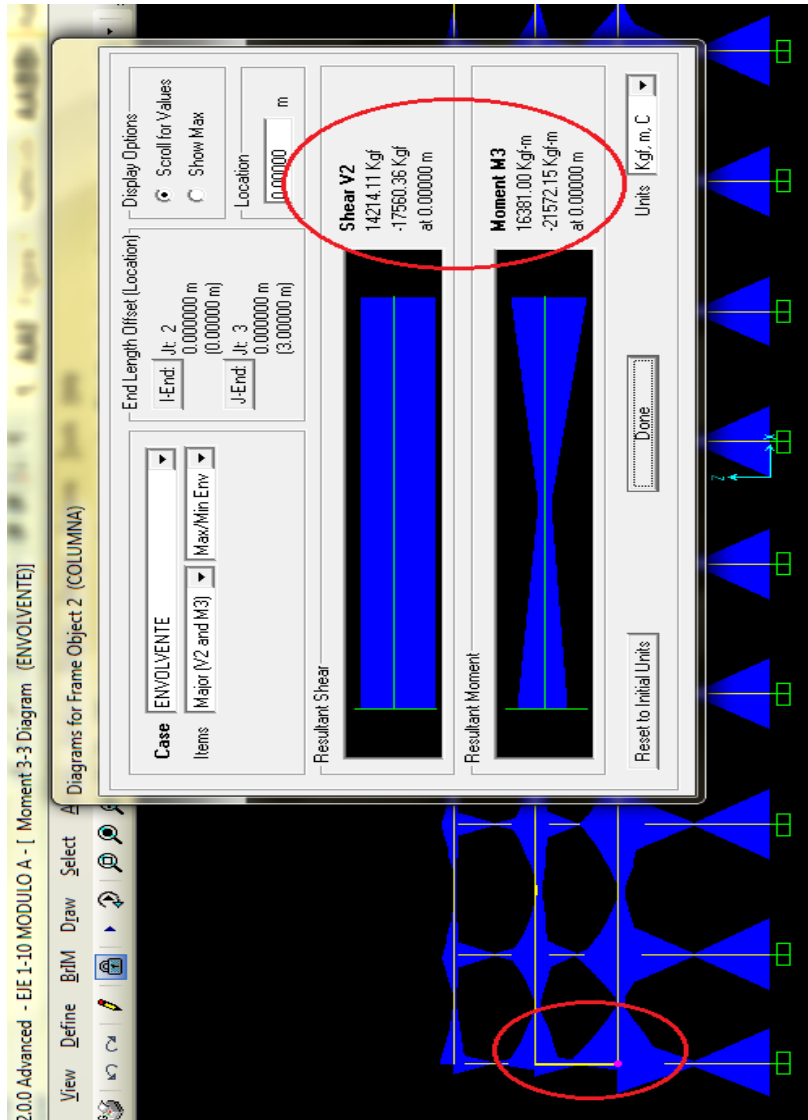 2.0.0 Advanced - EJE 1-10 MODULO A - [ Moment 3-3 Diagram (ENVOLVENTE)]
View Define BrIM Draw Select A
Diagrams for Frame Object 2 (COLUMNA)
Case ENVOLVENTE
Items Major (V2 and M3) Max/Min Env
End Length Offset (Location)
I-End: Jt: 2
0.000000 m
(0.000000 m)
J-End: Jt: 3
0.000000 m
(3.000000 m)
Display Options
Scroll for Values
Show Max
Location
0.00000 m
Resultant Shear
Shear V2
14214.11 Kgf
-17560.36 Kgf
at 0.00000 m
Resultant Moment
Moment M3
16381.00 Kgf-m
-21572.15 Kgf-m
at 0.00000 m
Reset to Initial Units
Done
Units Kgf, m, C
Z
X